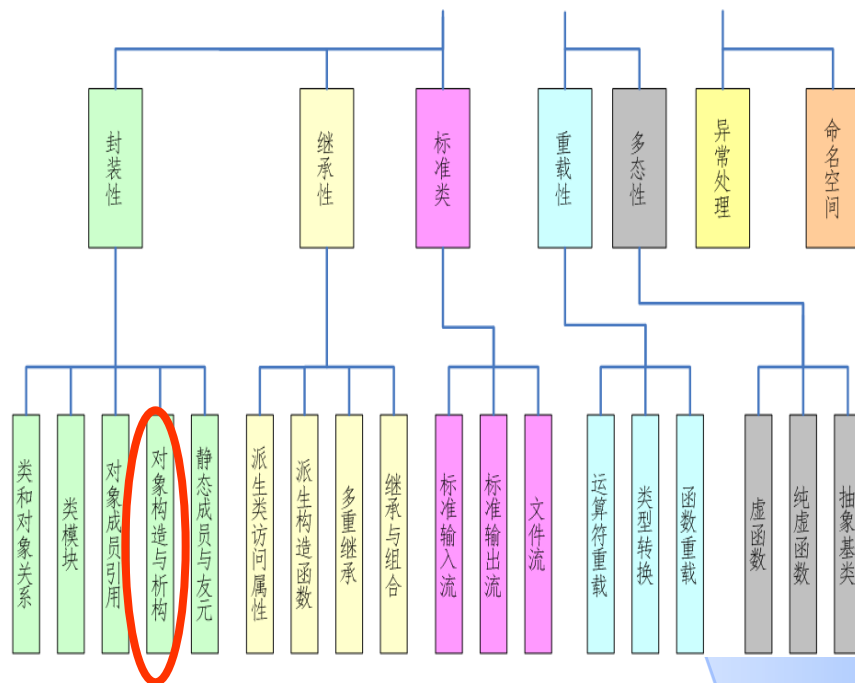 封装性
继承性
标准类
重载性
多态性
异常处理
命名空间
类和对象关系
类模块
对象成员引用
对象构造与析构
静态成员与友元
派生类访问属性
派生构造函数
多重继承
继承与组合
标准输入流
标准输出流
文件流
运算符重载
类型转换
函数重载
虚函数
纯虚函数
抽象基类